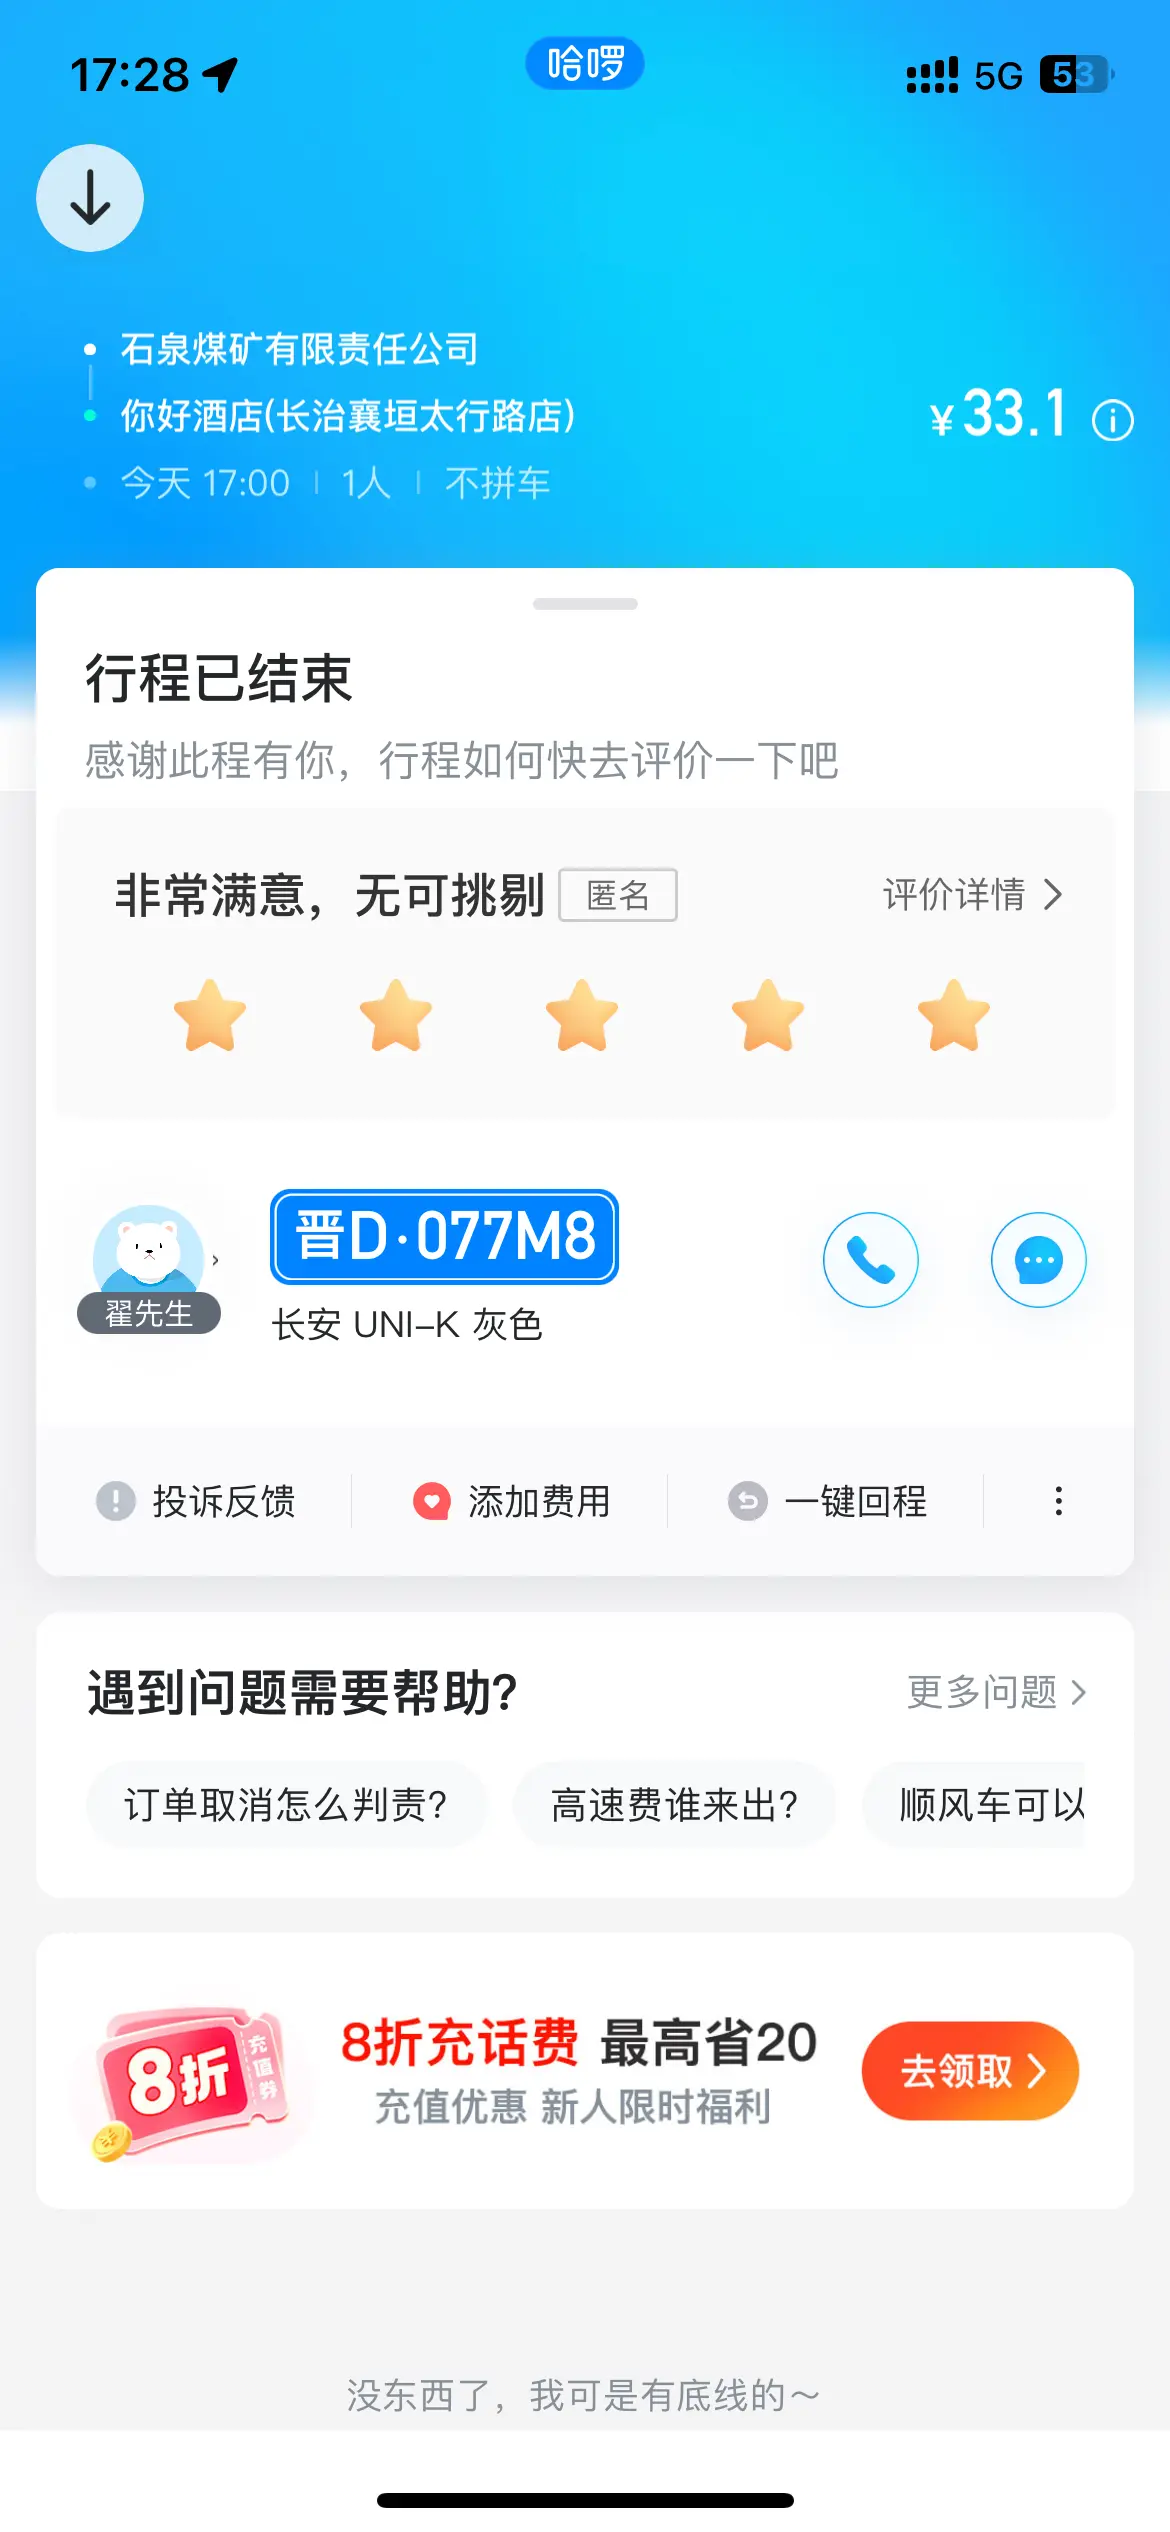 17:28
哈啰
5G
53
石泉煤矿有限责任公司
你好酒店(长治襄垣太行路店)
¥33.1
今天 17:00 | 1人 | 不拼车
行程已结束
感谢此程有你，行程如何快去评价一下吧
非常满意，无可挑剔 匿名 评价详情
晋D·077M8
翟先生
长安 UNI-K 灰色
投诉反馈
添加费用
一键回程
遇到问题需要帮助?
更多问题
订单取消怎么判责?
高速费谁来出?
顺风车可以
8折
充值券
8折充话费 最高省20
充值优惠 新人限时福利
去领取
没东西了，我可是有底线的～